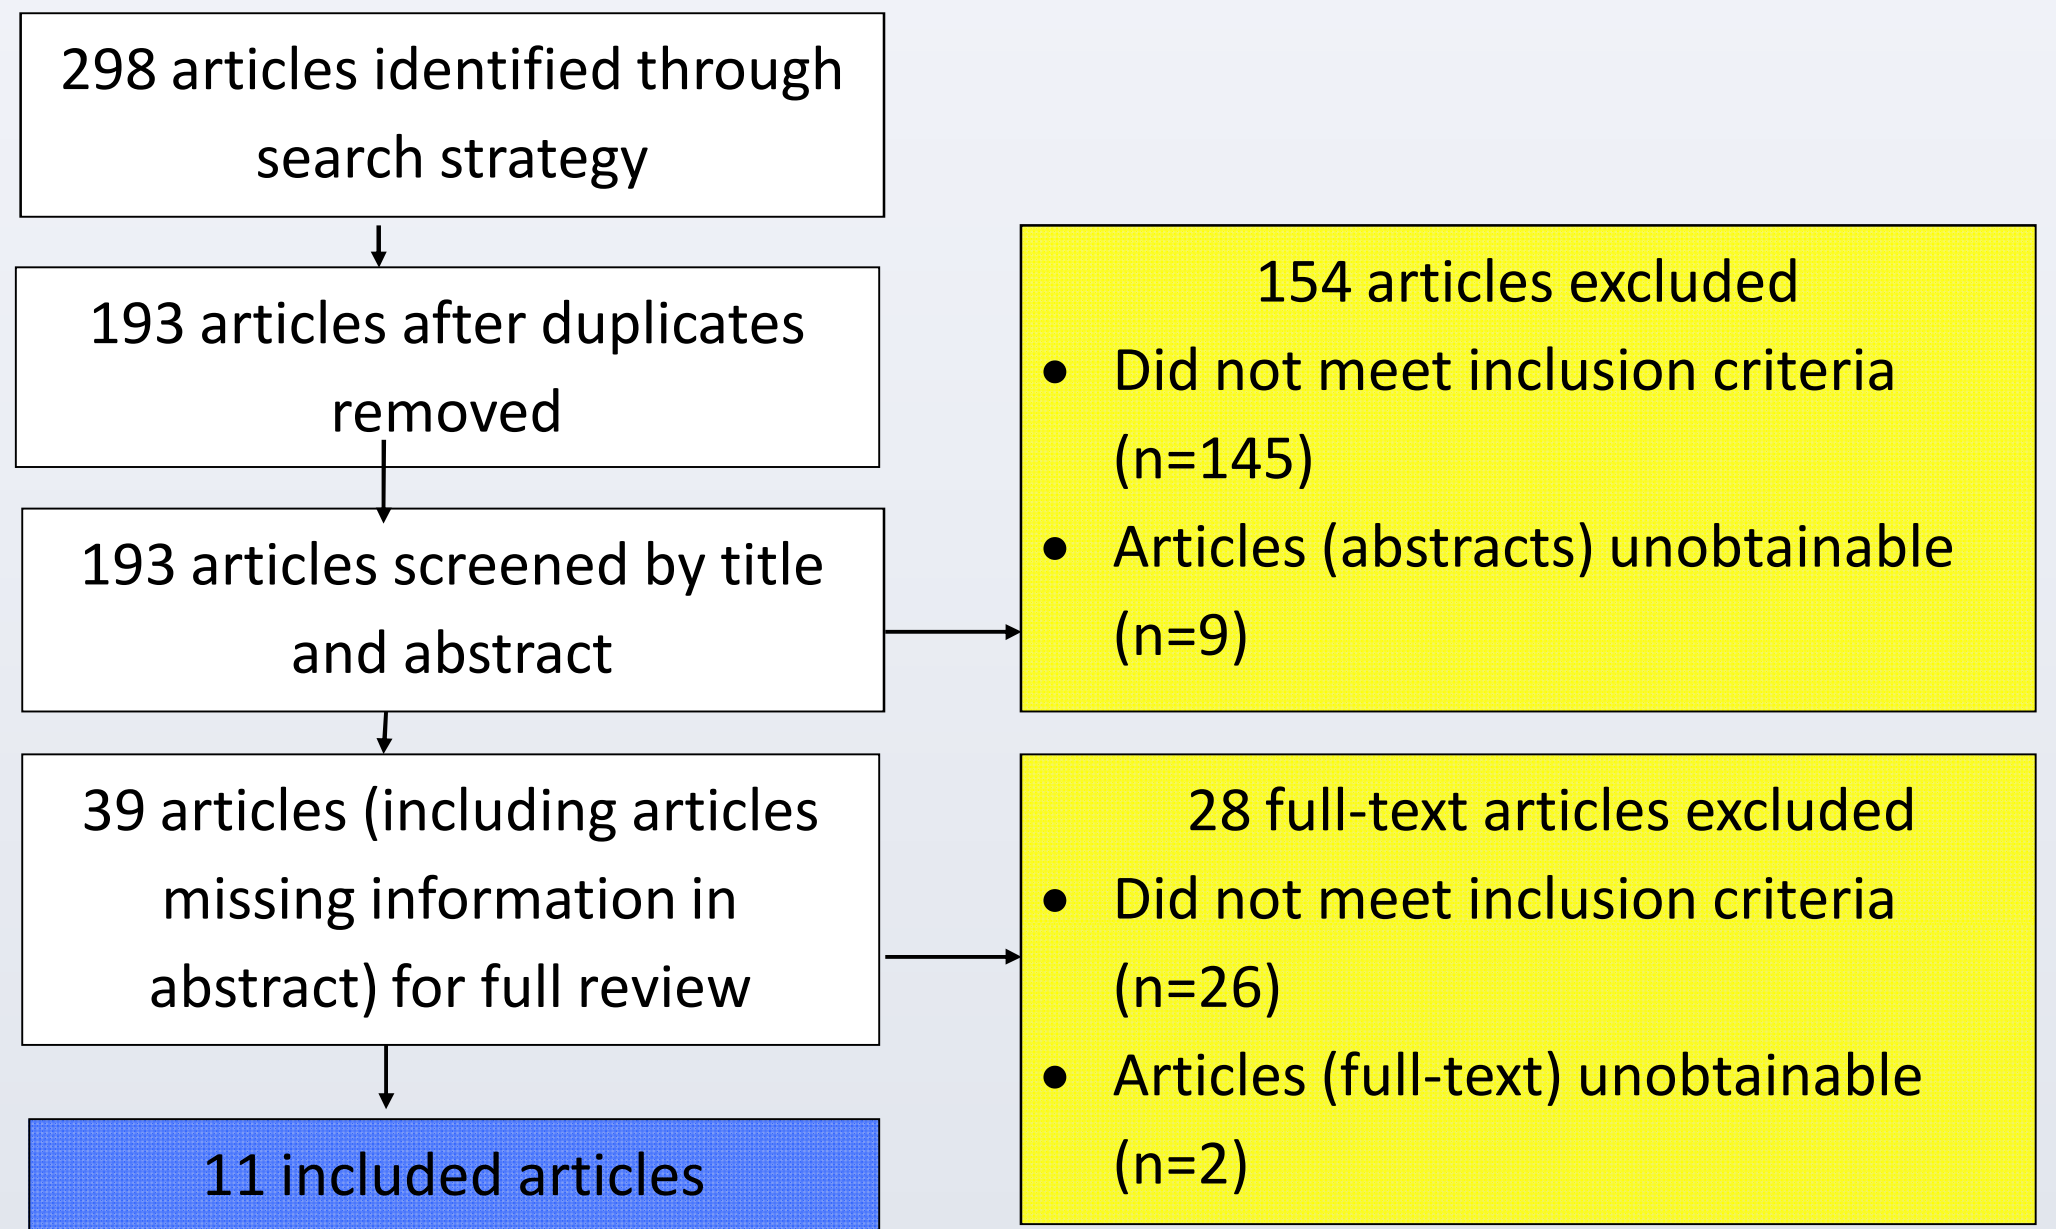 298 articles identified through
search strategy
193 articles after duplicates
removed
193 articles screened by title
and abstract
154 articles excluded
● Did not meet inclusion criteria
(n=145)
● Articles (abstracts) unobtainable
(n=9)
39 articles (including articles
missing information in
abstract) for full review
28 full-text articles excluded
● Did not meet inclusion criteria
(n=26)
● Articles (full-text) unobtainable
(n=2)
11 included articles